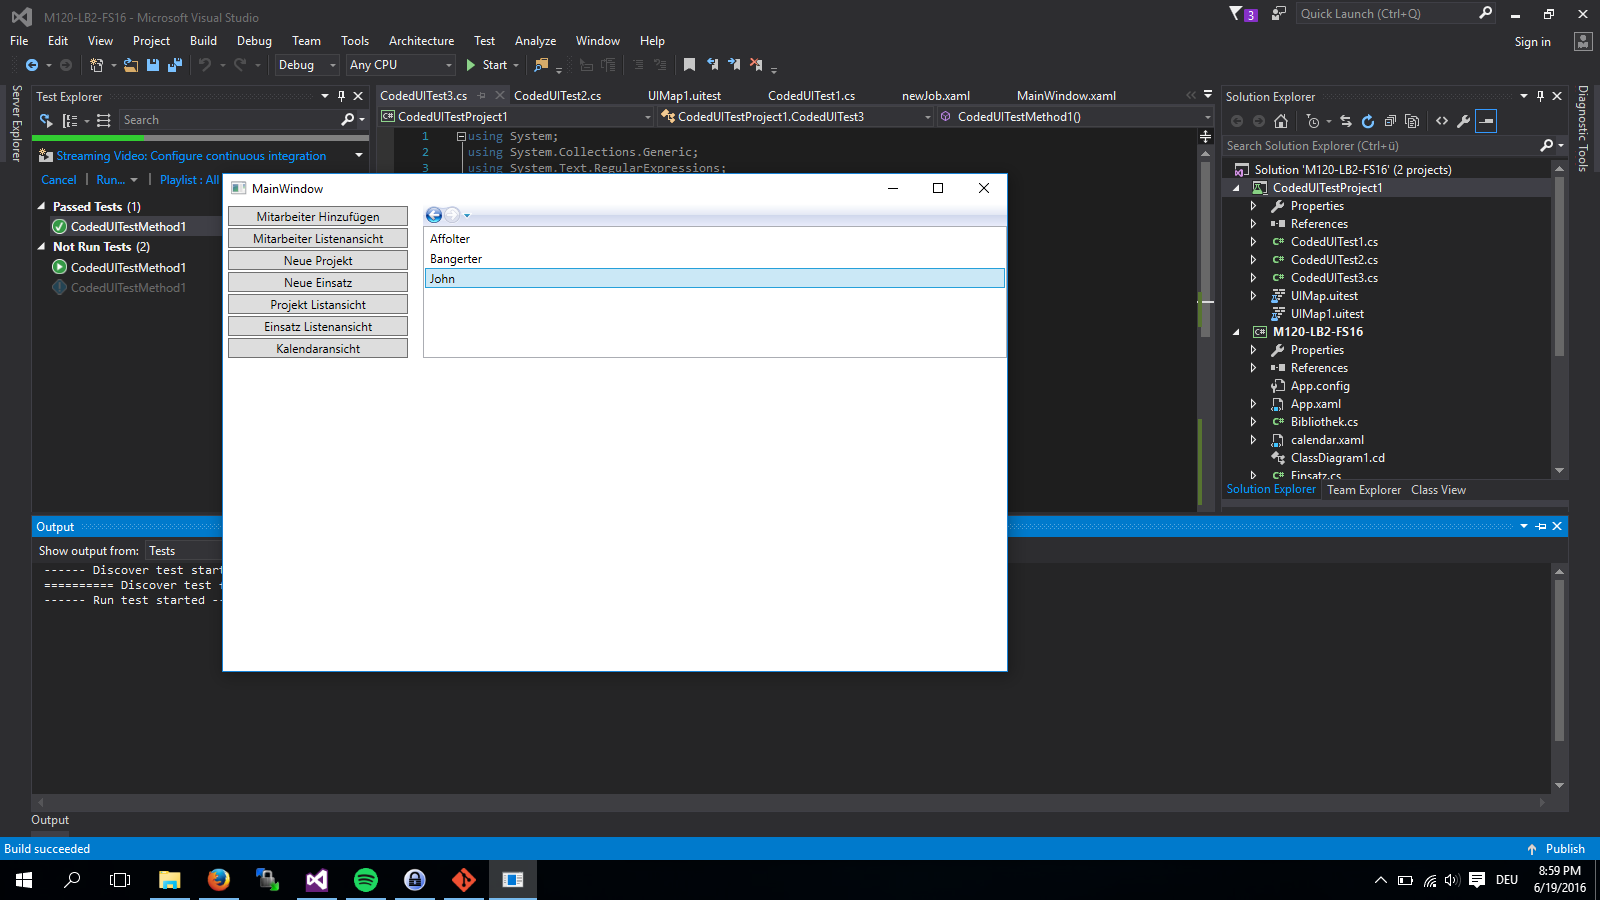 M120-LB2-FS16 - Microsoft Visual Studio
3
Quick Launch (Ctrl+Q)
File Edit View Project Build Debug Team Tools Architecture Test Analyze Window Help
Sign in
Debug Any CPU Start
Server Explorer
Test Explorer
Search
Streaming Video: Configure continuous integration
Cancel Run... Playlist : All
Passed Tests (1)
CodedUITestMethod1
Not Run Tests (2)
CodedUITestMethod1
CodedUITestMethod1
CodedUITest3.cs CodedUITest2.cs UIMap1.uitest CodedUITest1.cs newJob.xaml MainWindow.xaml
CodedUITestProject1 CodedUITestProject1.CodedUITest3 CodedUITestMethod1()
1 using System;
2 using System.Collections.Generic;
3 using System.Text.RegularExpressions;
MainWindow
Mitarbeiter Hinzufügen
Mitarbeiter Listenansicht
Neue Projekt
Neue Einsatz
Projekt Listansicht
Einsatz Listenansicht
Kalendaransicht
Affolter
Bangerter
John
Solution Explorer
Search Solution Explorer (Ctrl+ü)
Solution 'M120-LB2-FS16' (2 projects)
CodedUITestProject1
Properties
References
CodedUITest1.cs
CodedUITest2.cs
CodedUITest3.cs
UIMap.uitest
UIMap1.uitest
M120-LB2-FS16
Properties
References
App.config
App.xaml
Bibliothek.cs
calendar.xaml
ClassDiagram1.cd
Einsatz.cs
Solution Explorer Team Explorer Class View
Diagnostic Tools
Output
Show output from: Tests
------ Discover test start
========== Discover test
------ Run test started --
Output
Build succeeded
Publish
DEU
8:59 PM
6/19/2016